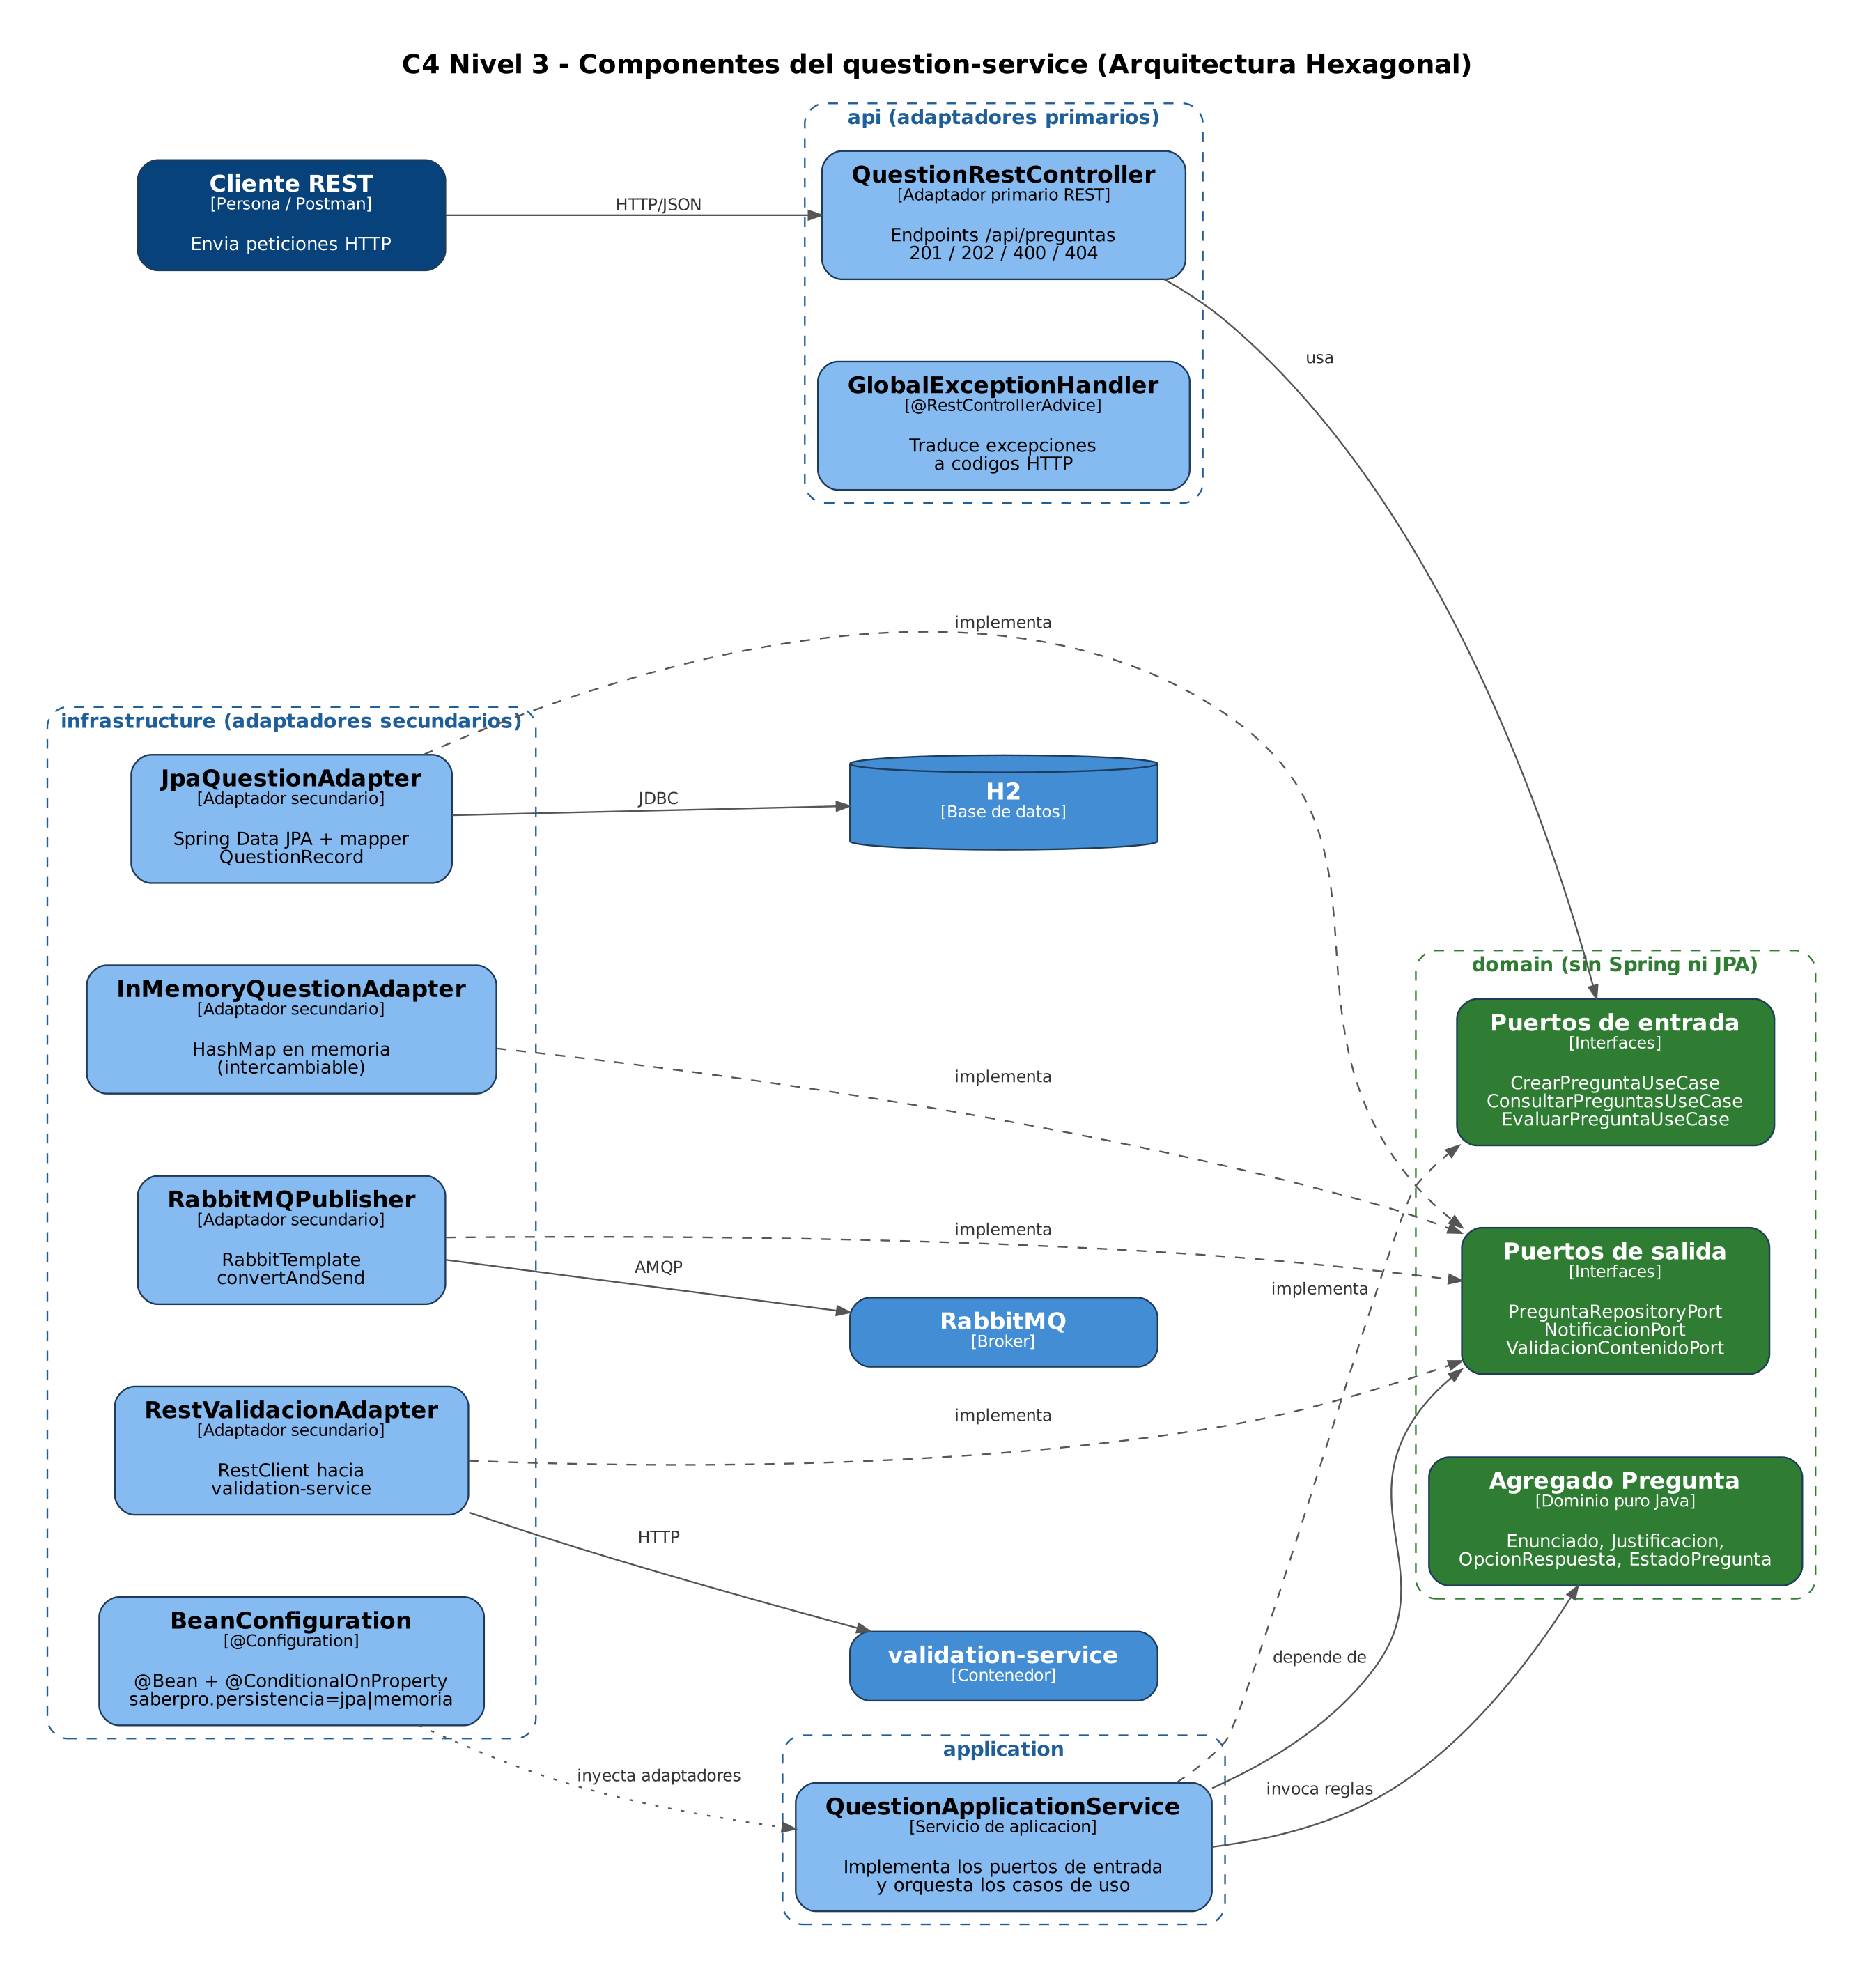 C4 Nivel 3 - Componentes del question-service (Arquitectura Hexagonal)
api (adaptadores primarios)
Cliente REST
[Persona / Postman]
Envia peticiones HTTP
HTTP/JSON
QuestionRestController
[Adaptador primario REST]
Endpoints /api/preguntas
201 / 202 / 400 / 404
usa
GlobalExceptionHandler
[@RestControllerAdvice]
Traduce excepciones
a codigos HTTP
implementa
infrastructure (adaptadores secundarios)
JpaQuestionAdapter
[Adaptador secundario]
Spring Data JPA + mapper
QuestionRecord
JDBC
H2
[Base de datos]
InMemoryQuestionAdapter
[Adaptador secundario]
HashMap en memoria
(intercambiable)
implementa
domain (sin Spring ni JPA)
Puertos de entrada
[Interfaces]
CrearPreguntaUseCase
ConsultarPreguntasUseCase
EvaluarPreguntaUseCase
RabbitMQPublisher
[Adaptador secundario]
RabbitTemplate
convertAndSend
implementa
AMQP
implementa
RabbitMQ
[Broker]
Puertos de salida
[Interfaces]
PreguntaRepositoryPort
NotificacionPort
ValidacionContenidoPort
RestValidacionAdapter
[Adaptador secundario]
RestClient hacia
validation-service
implementa
HTTP
Agregado Pregunta
[Dominio puro Java]
Enunciado, Justificacion,
OpcionRespuesta, EstadoPregunta
BeanConfiguration
[@Configuration]
@Bean + @ConditionalOnProperty
saberpro.persistencia=jpa|memoria
validation-service
[Contenedor]
depende de
inyecta adaptadores
application
QuestionApplicationService
[Servicio de aplicacion]
Implementa los puertos de entrada
y orquesta los casos de uso
invoca reglas